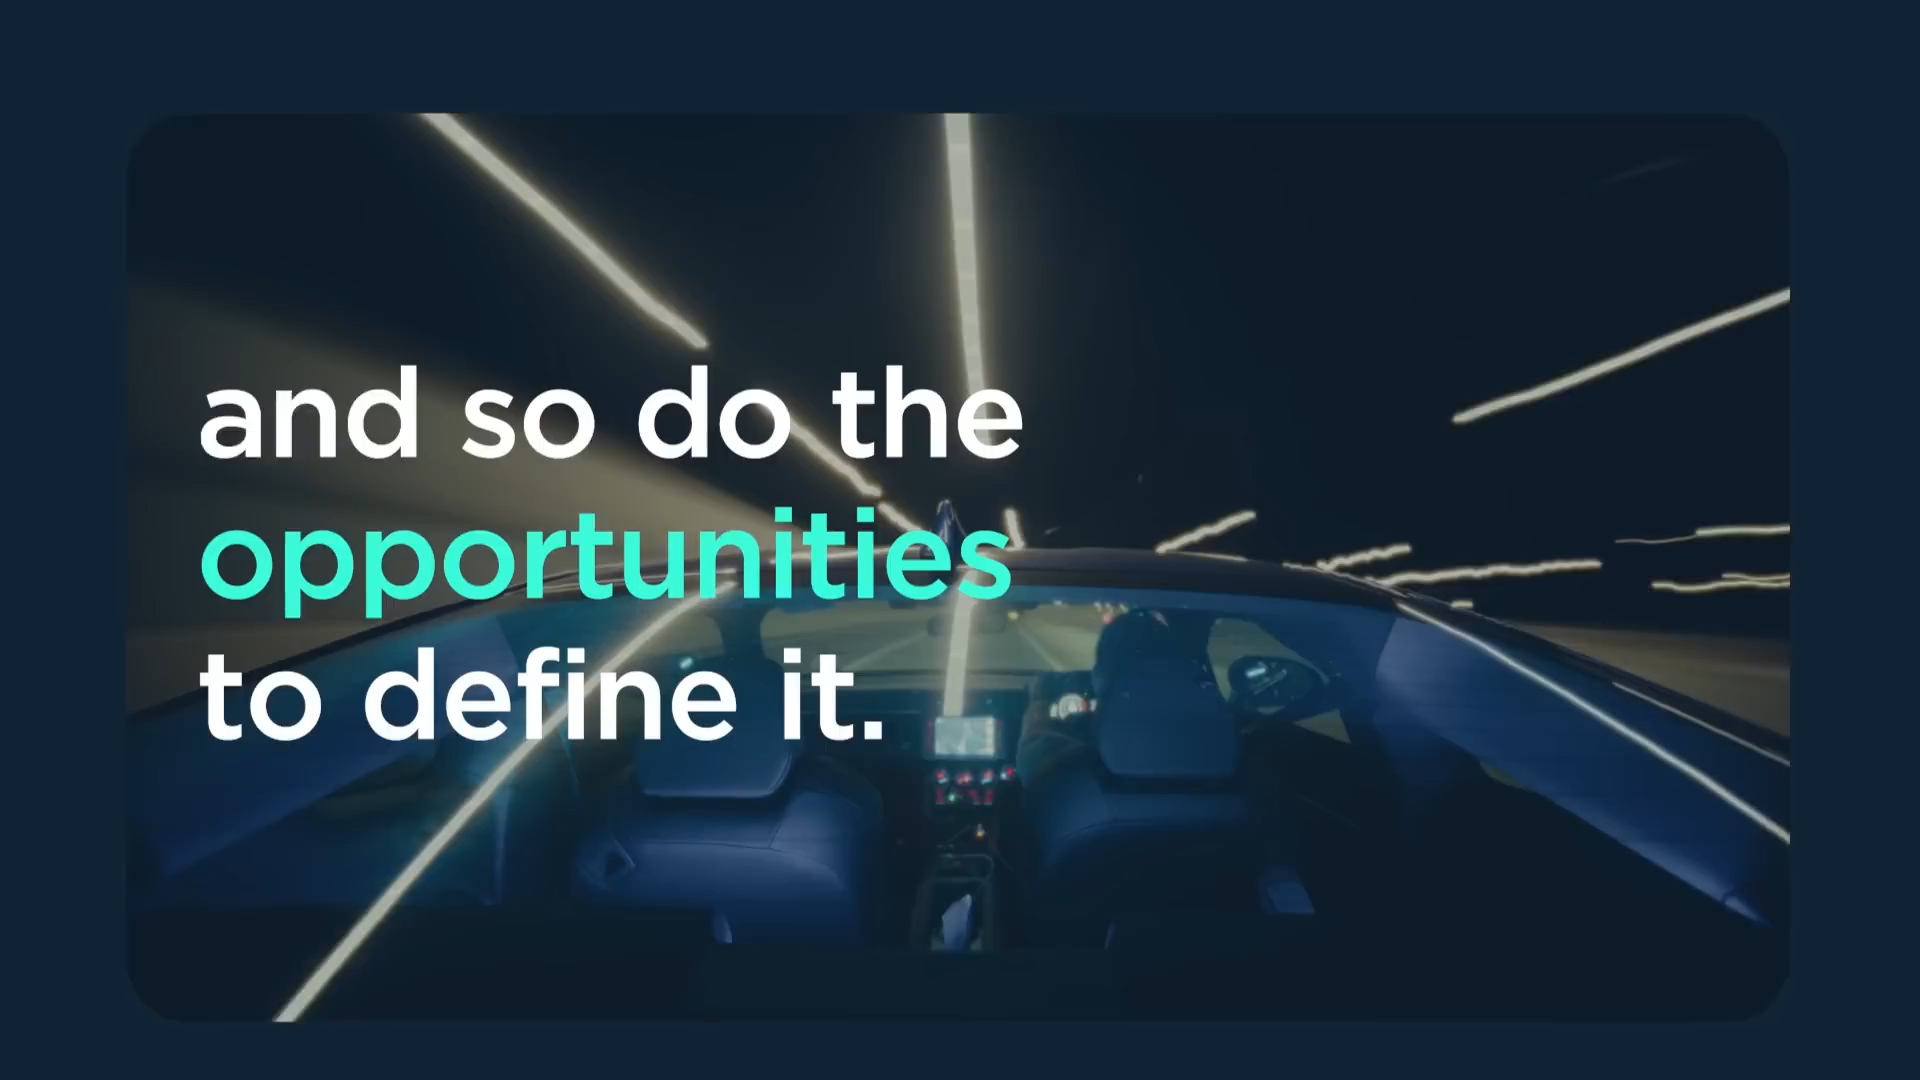 and so do the
opportunities
to define it.